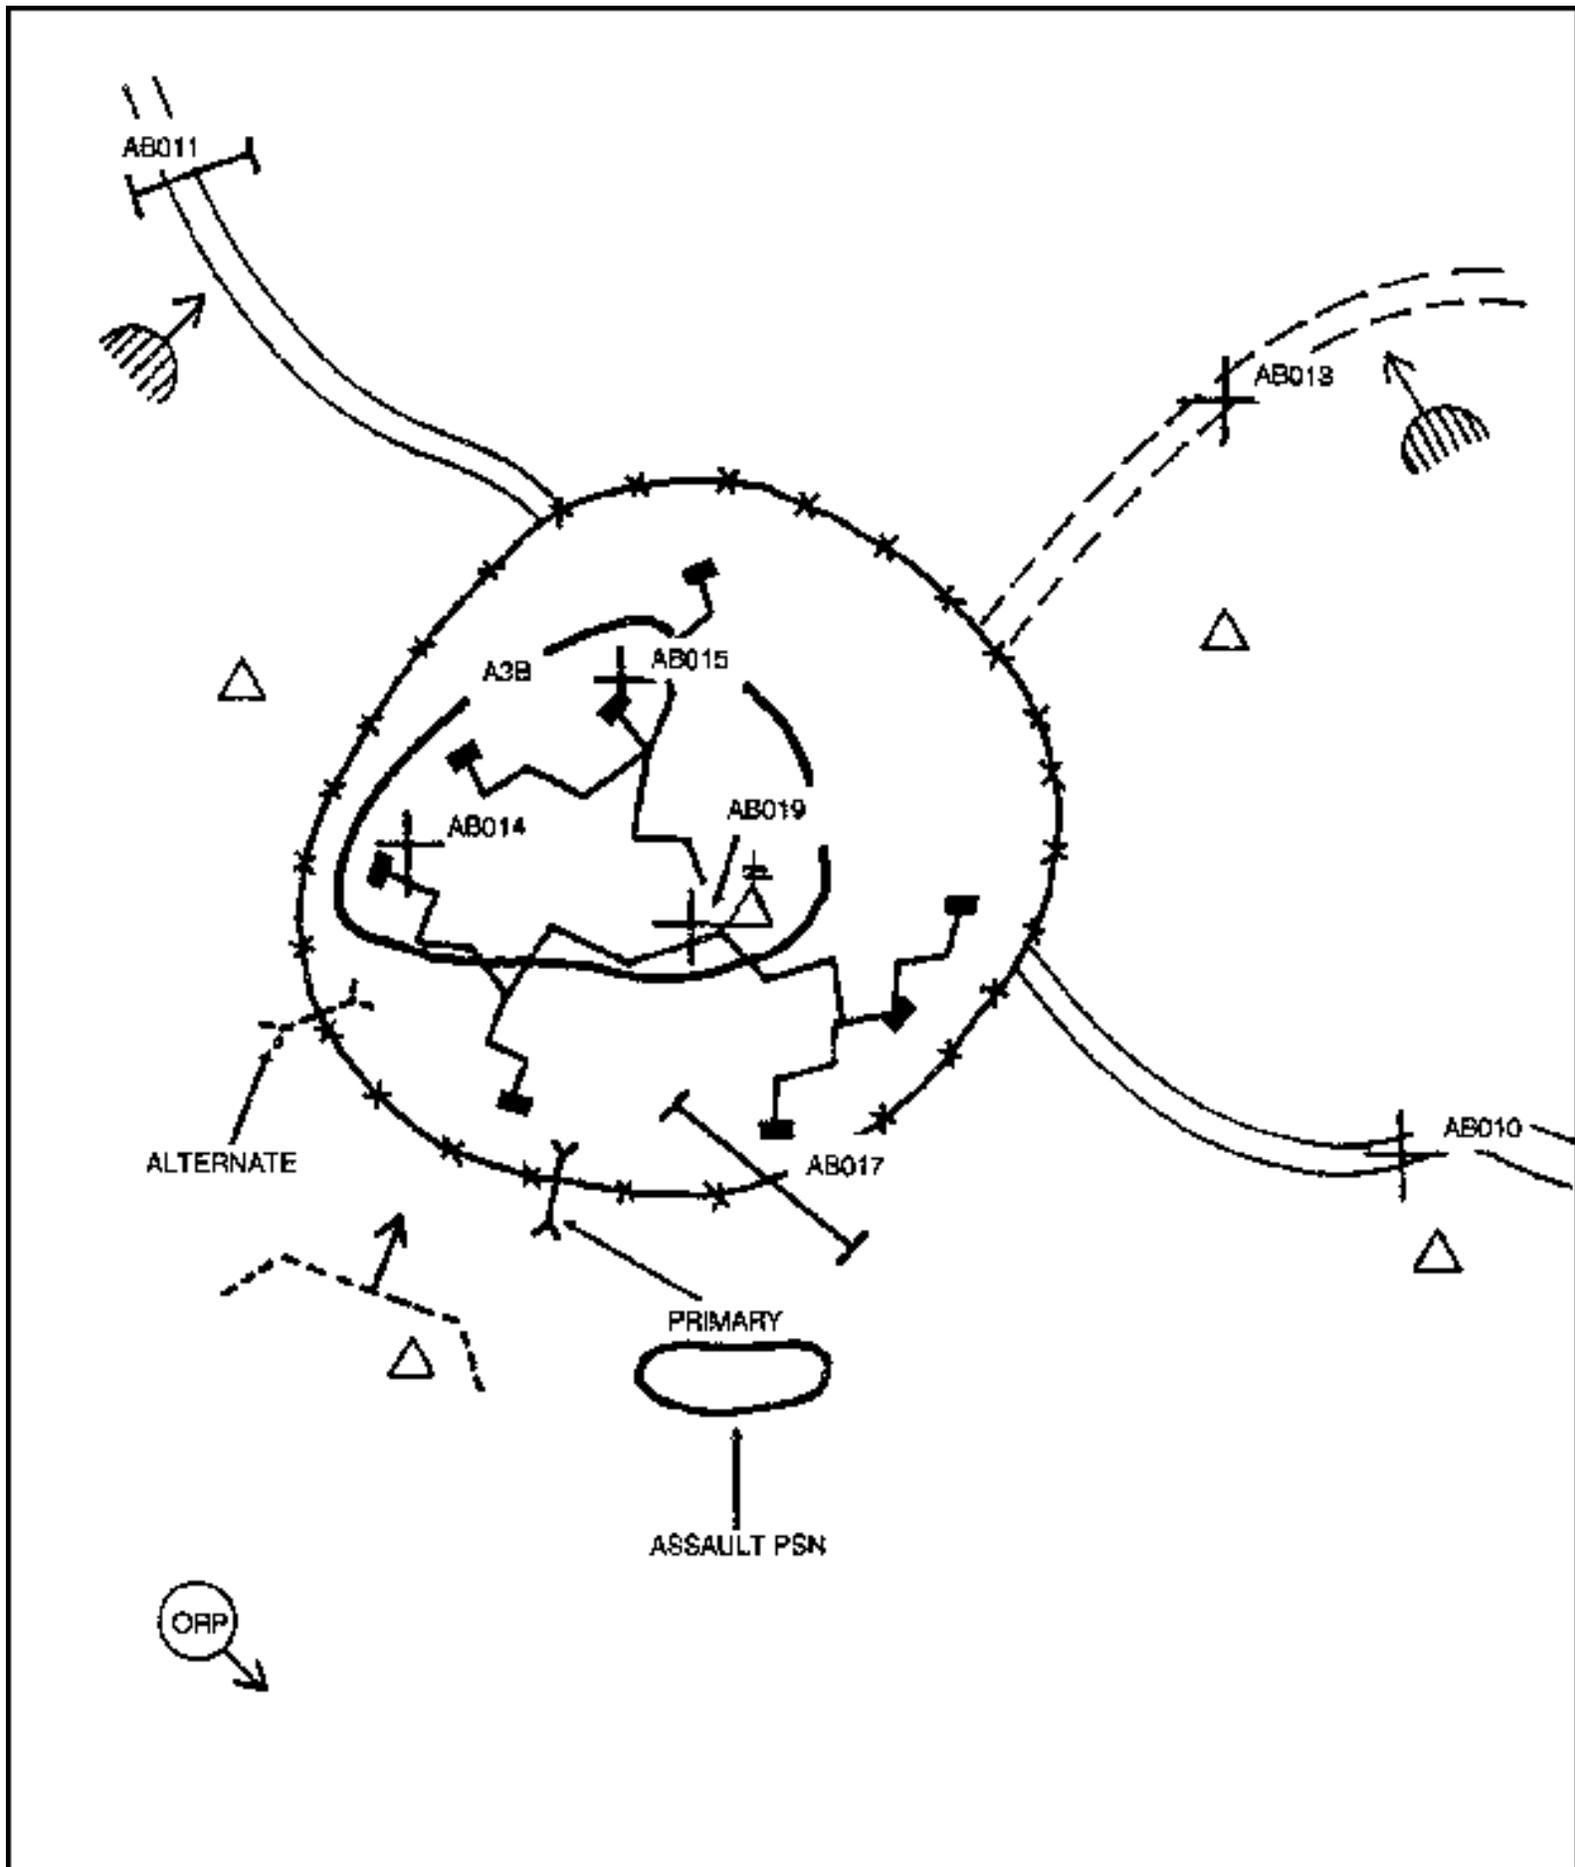 AB011
AB013
A3B
AB015
AB019
AB014
ALTERNATE
AB017
AB010
PRIMARY
ASSAULT PSN
ORP